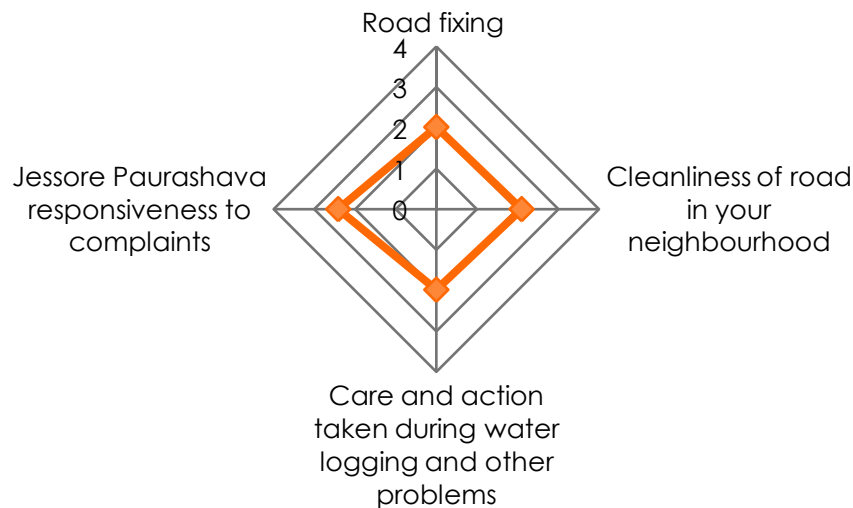 Road fixing
4
3
2
1
0
Jessore Paurashava
responsiveness to
complaints
Cleanliness of road
in your
neighbourhood
Care and action
taken during water
logging and other
problems